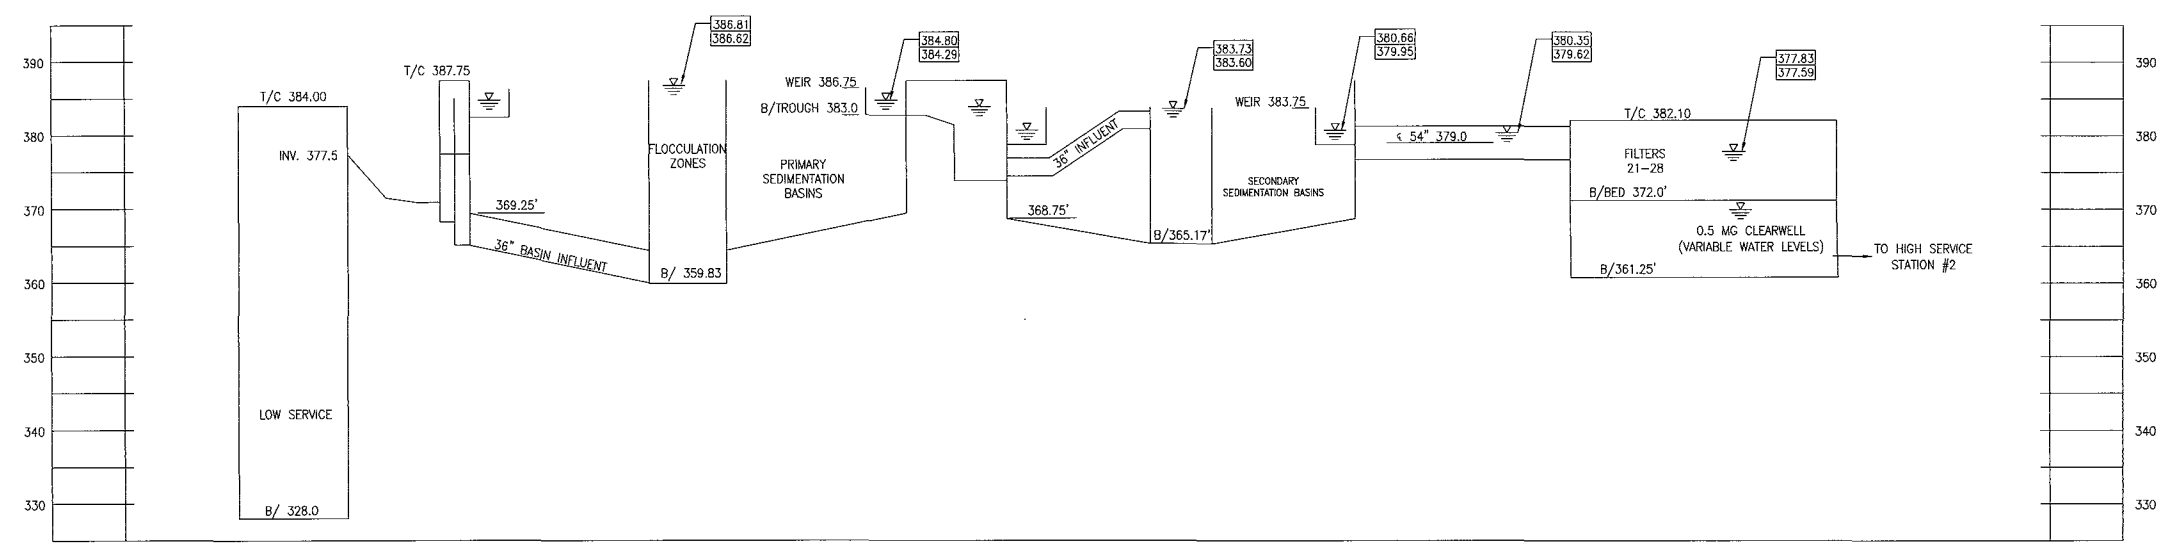 390
380
370
360
350
340
330
T/C 384.00
INV. 377.5
LOW SERVICE
B/ 328.0
T/C 387.75
369.25'
36" BASIN INFLUENT
386.81
386.62
FLOCCULATION
ZONES
B/ 359.83
WEIR 386.75
B/TROUGH 383.0
PRIMARY
SEDIMENTATION
BASINS
384.80
384.29
36" INFLUENT
368.75'
B/365.17'
383.73
383.60
WEIR 383.75
SECONDARY
SEDIMENTATION BASINS
380.66
379.95
℄ 54" 379.0
380.35
379.62
377.83
377.59
T/C 382.10
FILTERS
21-28
B/BED 372.0'
0.5 MG CLEARWELL
(VARIABLE WATER LEVELS)
B/361.25'
TO HIGH SERVICE
STATION #2
390
380
370
360
350
340
330